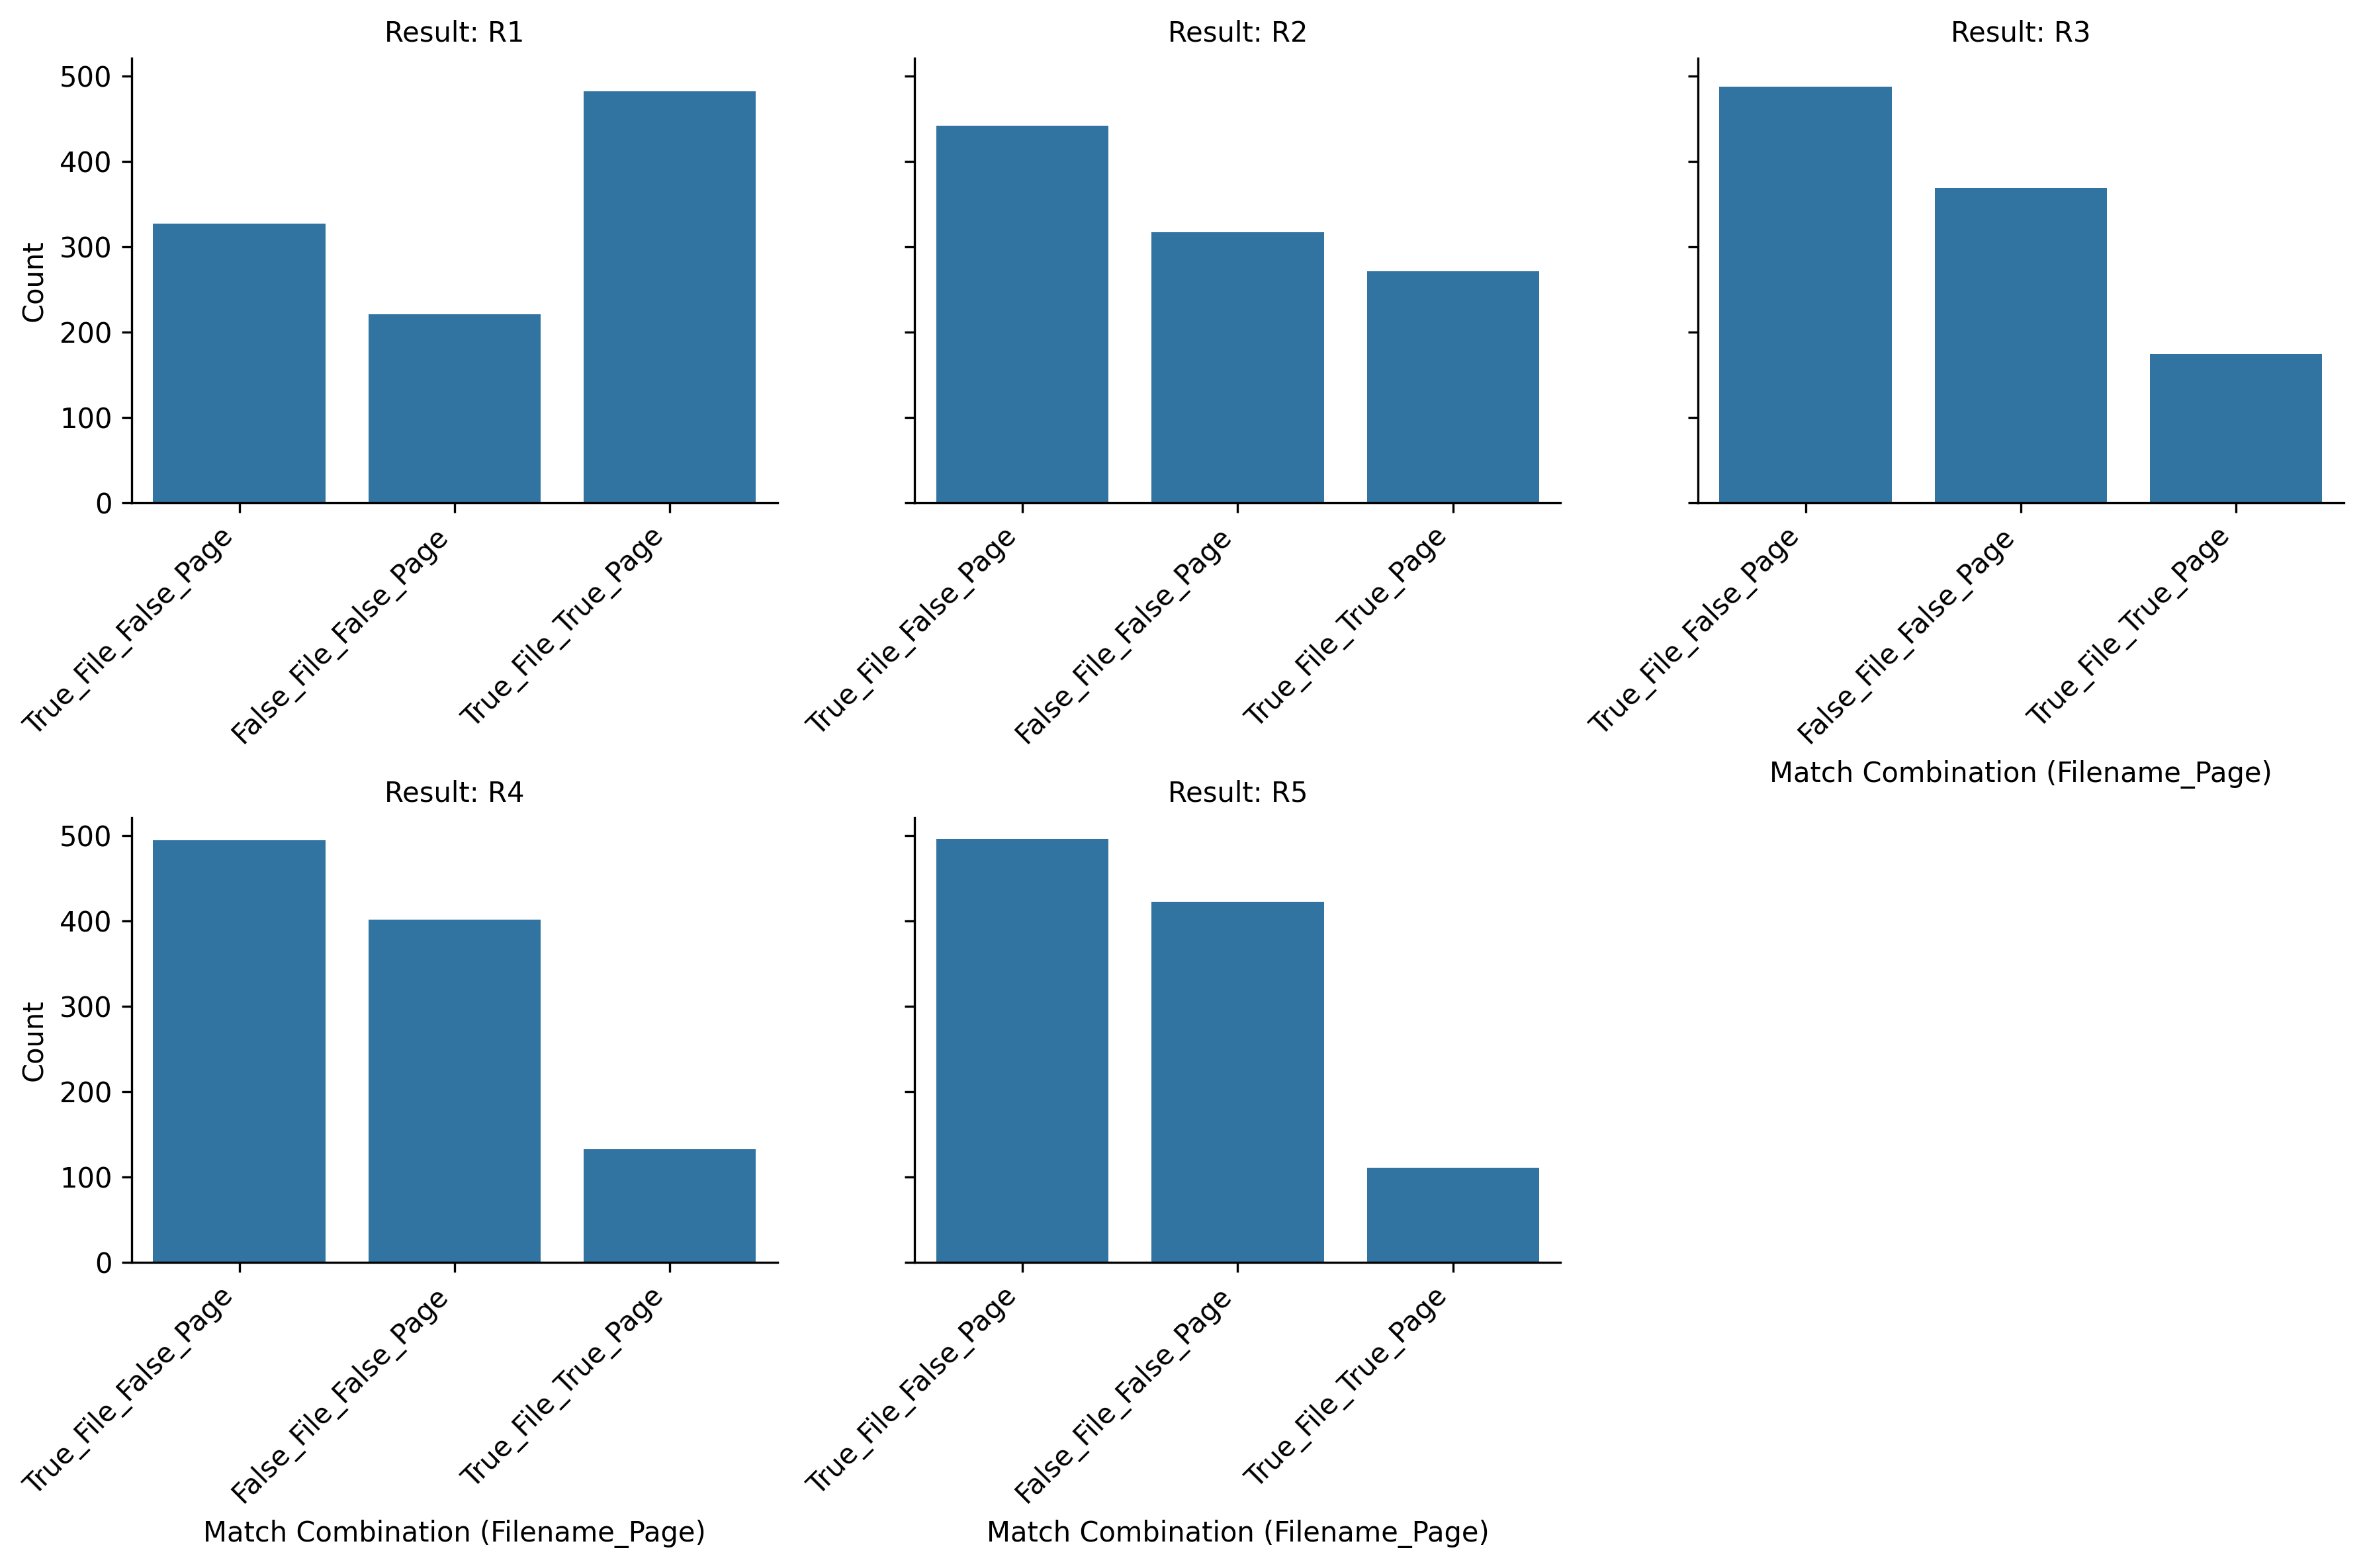 Result: R1
Count
500
400
300
200
100
0
True_File_False_Page
False_File_False_Page
True_File_True_Page
Result: R2
True_File_False_Page
False_File_False_Page
True_File_True_Page
Result: R3
True_File_False_Page
False_File_False_Page
True_File_True_Page
Match Combination (Filename_Page)
Result: R4
Count
500
400
300
200
100
0
True_File_False_Page
False_File_False_Page
True_File_True_Page
Match Combination (Filename_Page)
Result: R5
True_File_False_Page
False_File_False_Page
True_File_True_Page
Match Combination (Filename_Page)